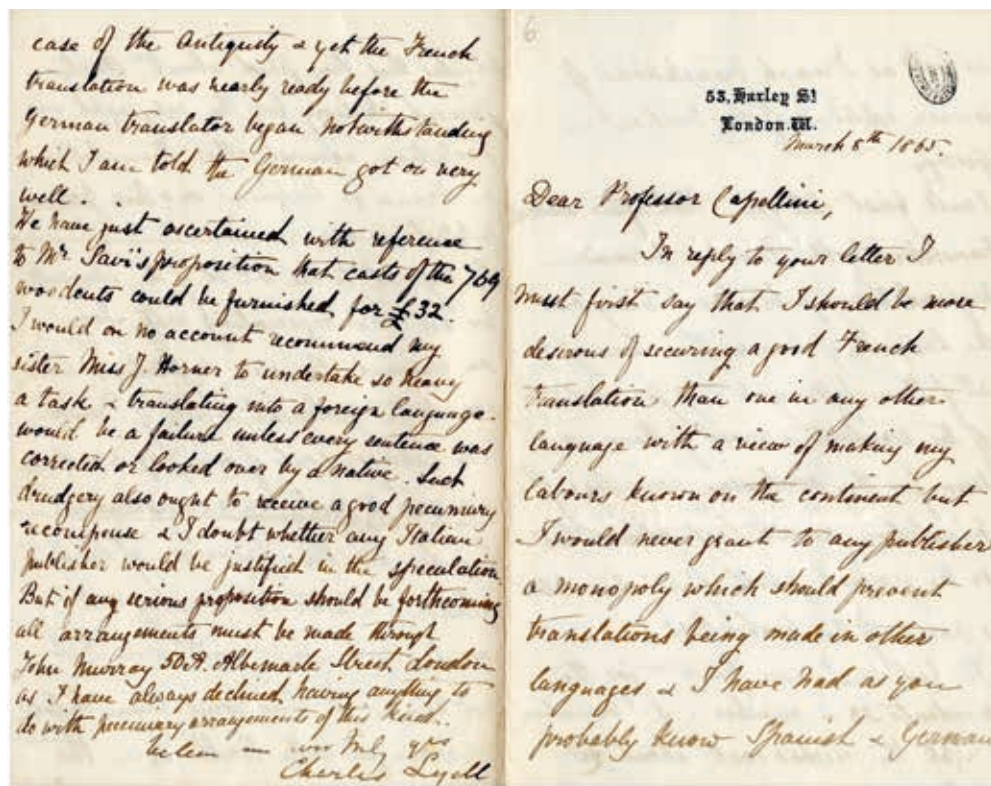 6
53, Harley St
London. W.
March 8th 1865.
Dear Professor Capellini,
In reply to your letter I
must first say that I should be more
desirous of securing a good French
translation than one in any other
language with a view of making my
labours known on the continent but
I would never grant to any publisher
a monopoly which should prevent
translations being made in other
languages & I have had as you
probably know Spanish & German
case of the Antiquity & yet the French
translation was nearly ready before the
German translator began notwithstanding
which I am told the German got on very
well.
We have just ascertained with reference
to Mr Savi's proposition that casts of the 769
woodcuts could be furnished for £32.
I would on no account recommend my
sister Miss J. Horner to undertake so heavy
a task & translating into a foreign language
would be a failure unless every sentence was
corrected or looked over by a native. Such
drudgery also ought to receive a good pecuniary
recompense & I doubt whether any Italian
publisher would be justified in the speculation
But if any serious proposition should be forthcoming
all arrangements must be made through
John Murray 50A. Albemarle Street London
as I have always declined having anything to
do with pecuniary arrangements of this kind.
truly yrs
Charles Lyell